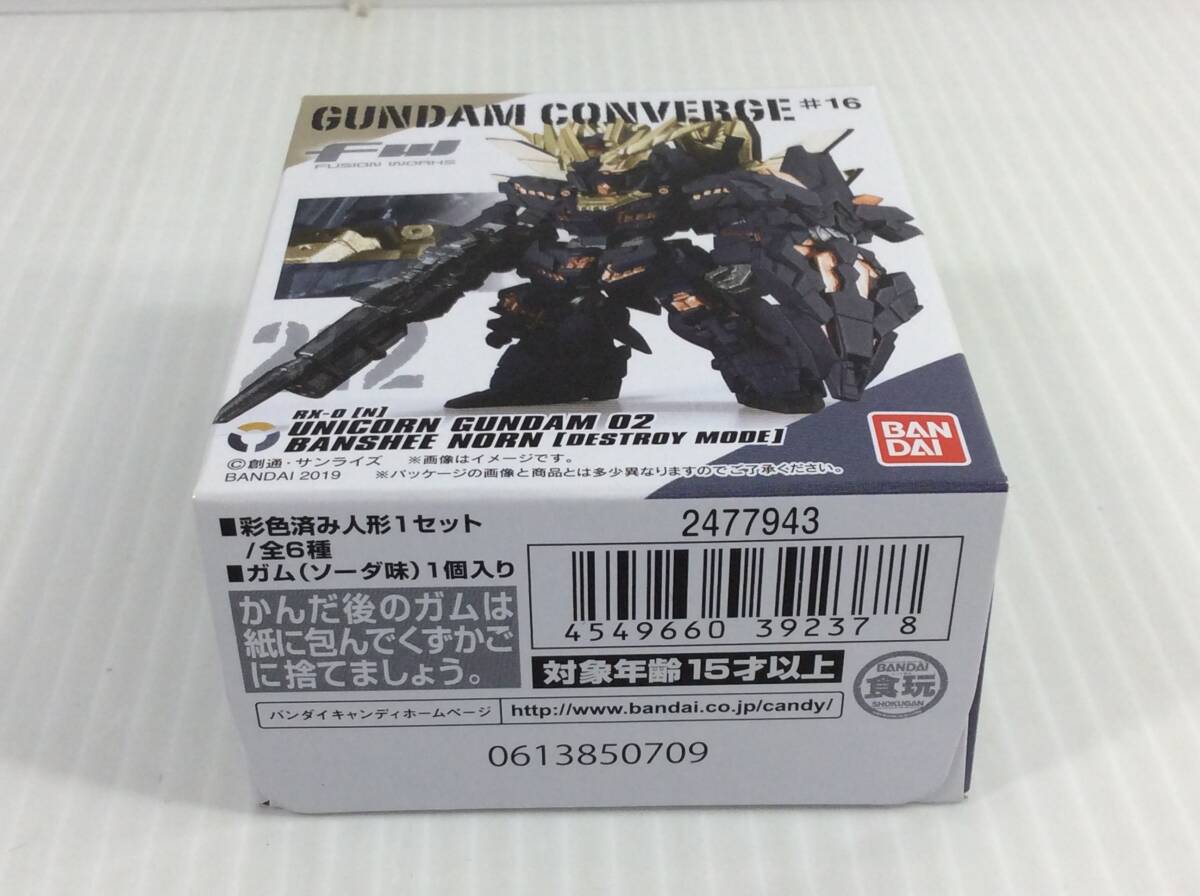 GUNDAM CONVERGE #16
FW
FUSION WORKS
212
RX-0 [N]
UNICORN GUNDAM 02
BANSHEE NORN [DESTROY MODE]
©創通・サンライズ ※画像はイメージです。
BANDAI 2019 ※パッケージの画像と商品とは多少異なりますのでご了承ください。
BAN
DAI
■彩色済み人形1セット
/全6種
■ガム(ソーダ味)1個入り
かんだ後のガムは
紙に包んでくずかご
に捨てましょう。
2477943
4549660 39237 8
対象年齢15才以上
BANDAI
食玩
SHOKUGAN
バンダイキャンディホームページ http://www.bandai.co.jp/candy/
0613850709